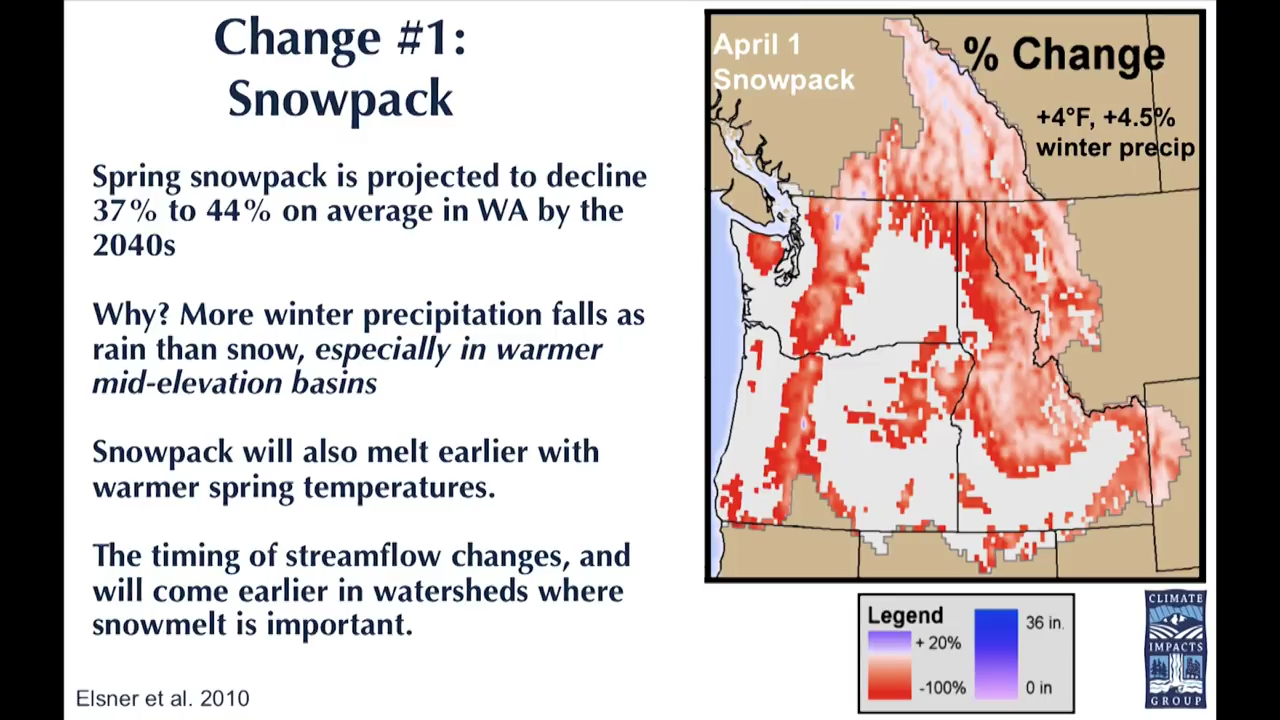 Change #1:
Snowpack
Spring snowpack is projected to decline
37% to 44% on average in WA by the
2040s
Why? More winter precipitation falls as
rain than snow, especially in warmer
mid-elevation basins
Snowpack will also melt earlier with
warmer spring temperatures.
The timing of streamflow changes, and
will come earlier in watersheds where
snowmelt is important.
Elsner et al. 2010
April 1
Snowpack
% Change
+4°F, +4.5%
winter precip
Legend
+ 20%
-100%
36 in.
0 in
CLIMATE
IMPACTS
GROUP